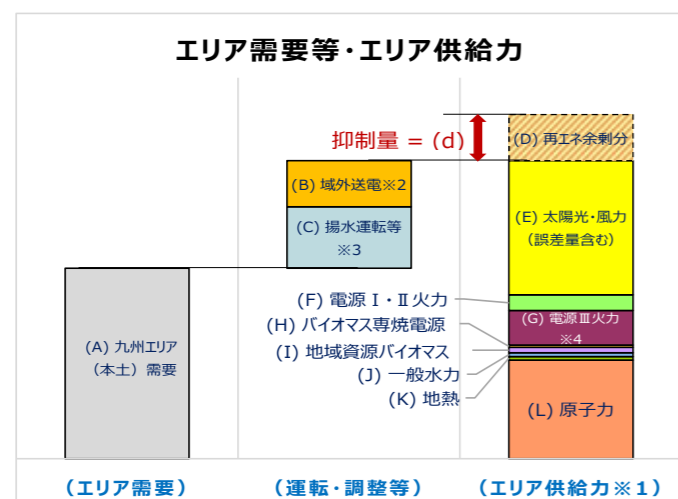 エリア需要等・エリア供給力
抑制量 = (d)
(D) 再エネ余剰分
(B) 域外送電※2
(C) 揚水運転等
※3
(E) 太陽光・風力
(誤差量含む)
(F) 電源Ⅰ・Ⅱ火力
(G) 電源Ⅲ火力
※4
(H) バイオマス専焼電源
(I) 地域資源バイオマス
(J) 一般水力
(K) 地熱
(A) 九州エリア
(本土)需要
(L) 原子力
(エリア需要)
(運転・調整等)
(エリア供給力※1)